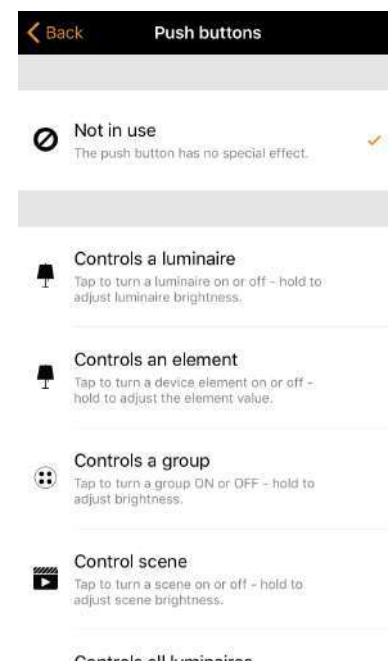 Back
Push buttons
Not in use
The push button has no special effect.
Controls a luminaire
Tap to turn a luminaire on or off - hold to
adjust luminaire brightness.
Controls an element
Tap to turn a device element on or off -
hold to adjust the element value.
Controls a group
Tap to turn a group ON or OFF - hold to
adjust brightness.
Control scene
Tap to turn a scene on or off - hold to
adjust scene brightness.
Controls all luminaires